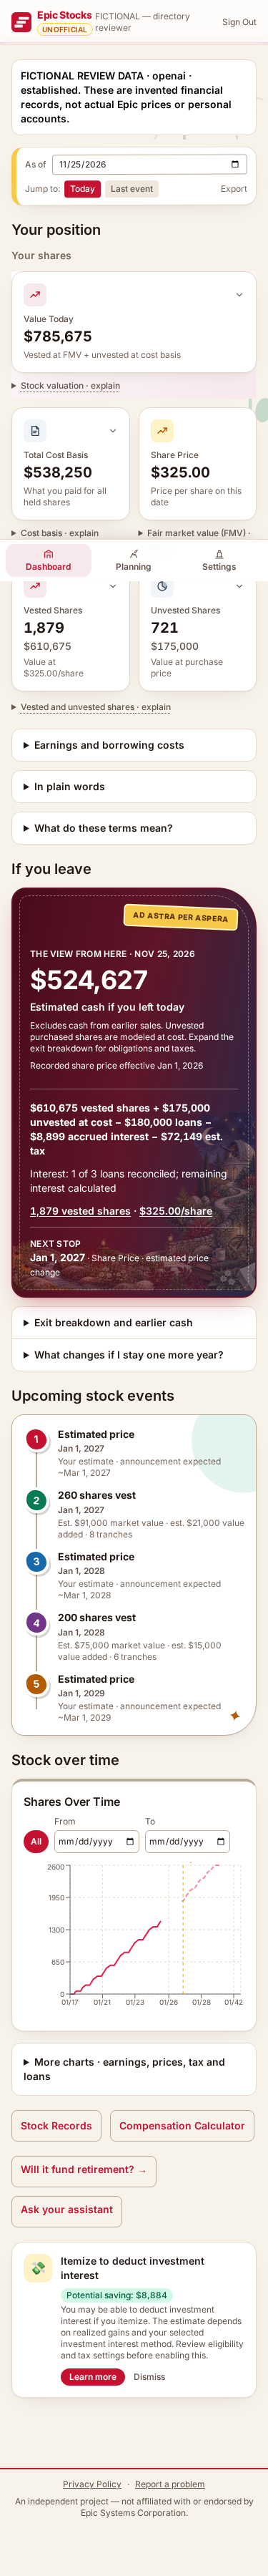 Epic Stocks
UNOFFICIAL
FICTIONAL — directory
reviewer
Sign Out
FICTIONAL REVIEW DATA · openai ·
established. These are invented financial
records, not actual Epic prices or personal
accounts.
As of
11/25/2026
Jump to:
Today
Last event
Export
Your position
Your shares
Value Today
$785,675
Vested at FMV + unvested at cost basis
Stock valuation · explain
Total Cost Basis
$538,250
What you paid for all
held shares
Share Price
$325.00
Price per share on this
date
Cost basis · explain
Fair market value (FMV) ·
Dashboard
Planning
Settings
Vested Shares
1,879
$610,675
Value at
$325.00/share
Unvested Shares
721
$175,000
Value at purchase
price
Vested and unvested shares · explain
Earnings and borrowing costs
In plain words
What do these terms mean?
If you leave
AD ASTRA PER ASPERA
THE VIEW FROM HERE · NOV 25, 2026
$524,627
Estimated cash if you left today
Excludes cash from earlier sales. Unvested
purchased shares are modeled at cost. Expand the
exit breakdown for obligations and taxes.
Recorded share price effective Jan 1, 2026
$610,675 vested shares + $175,000
unvested at cost − $180,000 loans −
$8,899 accrued interest − $72,149 est.
tax
Interest: 1 of 3 loans reconciled; remaining
interest calculated
1,879 vested shares · $325.00/share
NEXT STOP
Jan 1, 2027 · Share Price · estimated price
change
Exit breakdown and earlier cash
What changes if I stay one more year?
Upcoming stock events
1
Estimated price
Jan 1, 2027
Your estimate · announcement expected
~Mar 1, 2027
2
260 shares vest
Jan 1, 2027
Est. $91,000 market value · est. $21,000 value
added · 8 tranches
3
Estimated price
Jan 1, 2028
Your estimate · announcement expected
~Mar 1, 2028
4
200 shares vest
Jan 1, 2028
Est. $75,000 market value · est. $15,000
value added · 6 tranches
5
Estimated price
Jan 1, 2029
Your estimate · announcement expected
~Mar 1, 2029
Stock over time
Shares Over Time
From
To
All
mm/dd/yyyy
mm/dd/yyyy
2600
1950
1300
650
0
01/17
01/21
01/23
01/26
01/28
01/42
More charts · earnings, prices, tax and
loans
Stock Records
Compensation Calculator
Will it fund retirement? →
Ask your assistant
Itemize to deduct investment
interest
Potential saving: $8,884
You may be able to deduct investment
interest if you itemize. The estimate depends
on realized gains and your selected
investment interest method. Review eligibility
and tax settings before enabling this.
Learn more
Dismiss
Privacy Policy · Report a problem
An independent project — not affiliated with or endorsed by
Epic Systems Corporation.